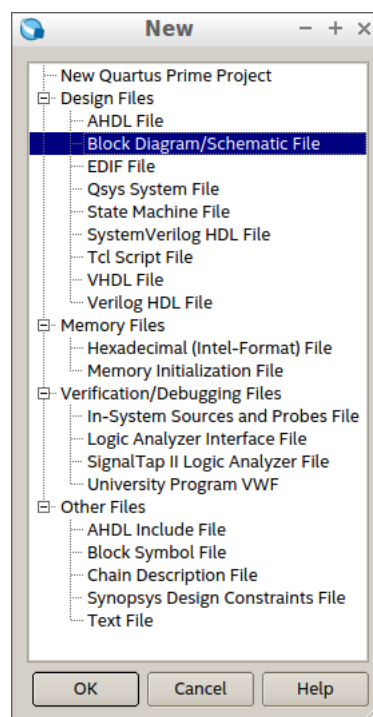 New
New Quartus Prime Project
Design Files
AHDL File
Block Diagram/Schematic File
EDIF File
Qsys System File
State Machine File
SystemVerilog HDL File
Tcl Script File
VHDL File
Verilog HDL File
Memory Files
Hexadecimal (Intel-Format) File
Memory Initialization File
Verification/Debugging Files
In-System Sources and Probes File
Logic Analyzer Interface File
SignalTap II Logic Analyzer File
University Program VWF
Other Files
AHDL Include File
Block Symbol File
Chain Description File
Synopsys Design Constraints File
Text File
OK Cancel Help